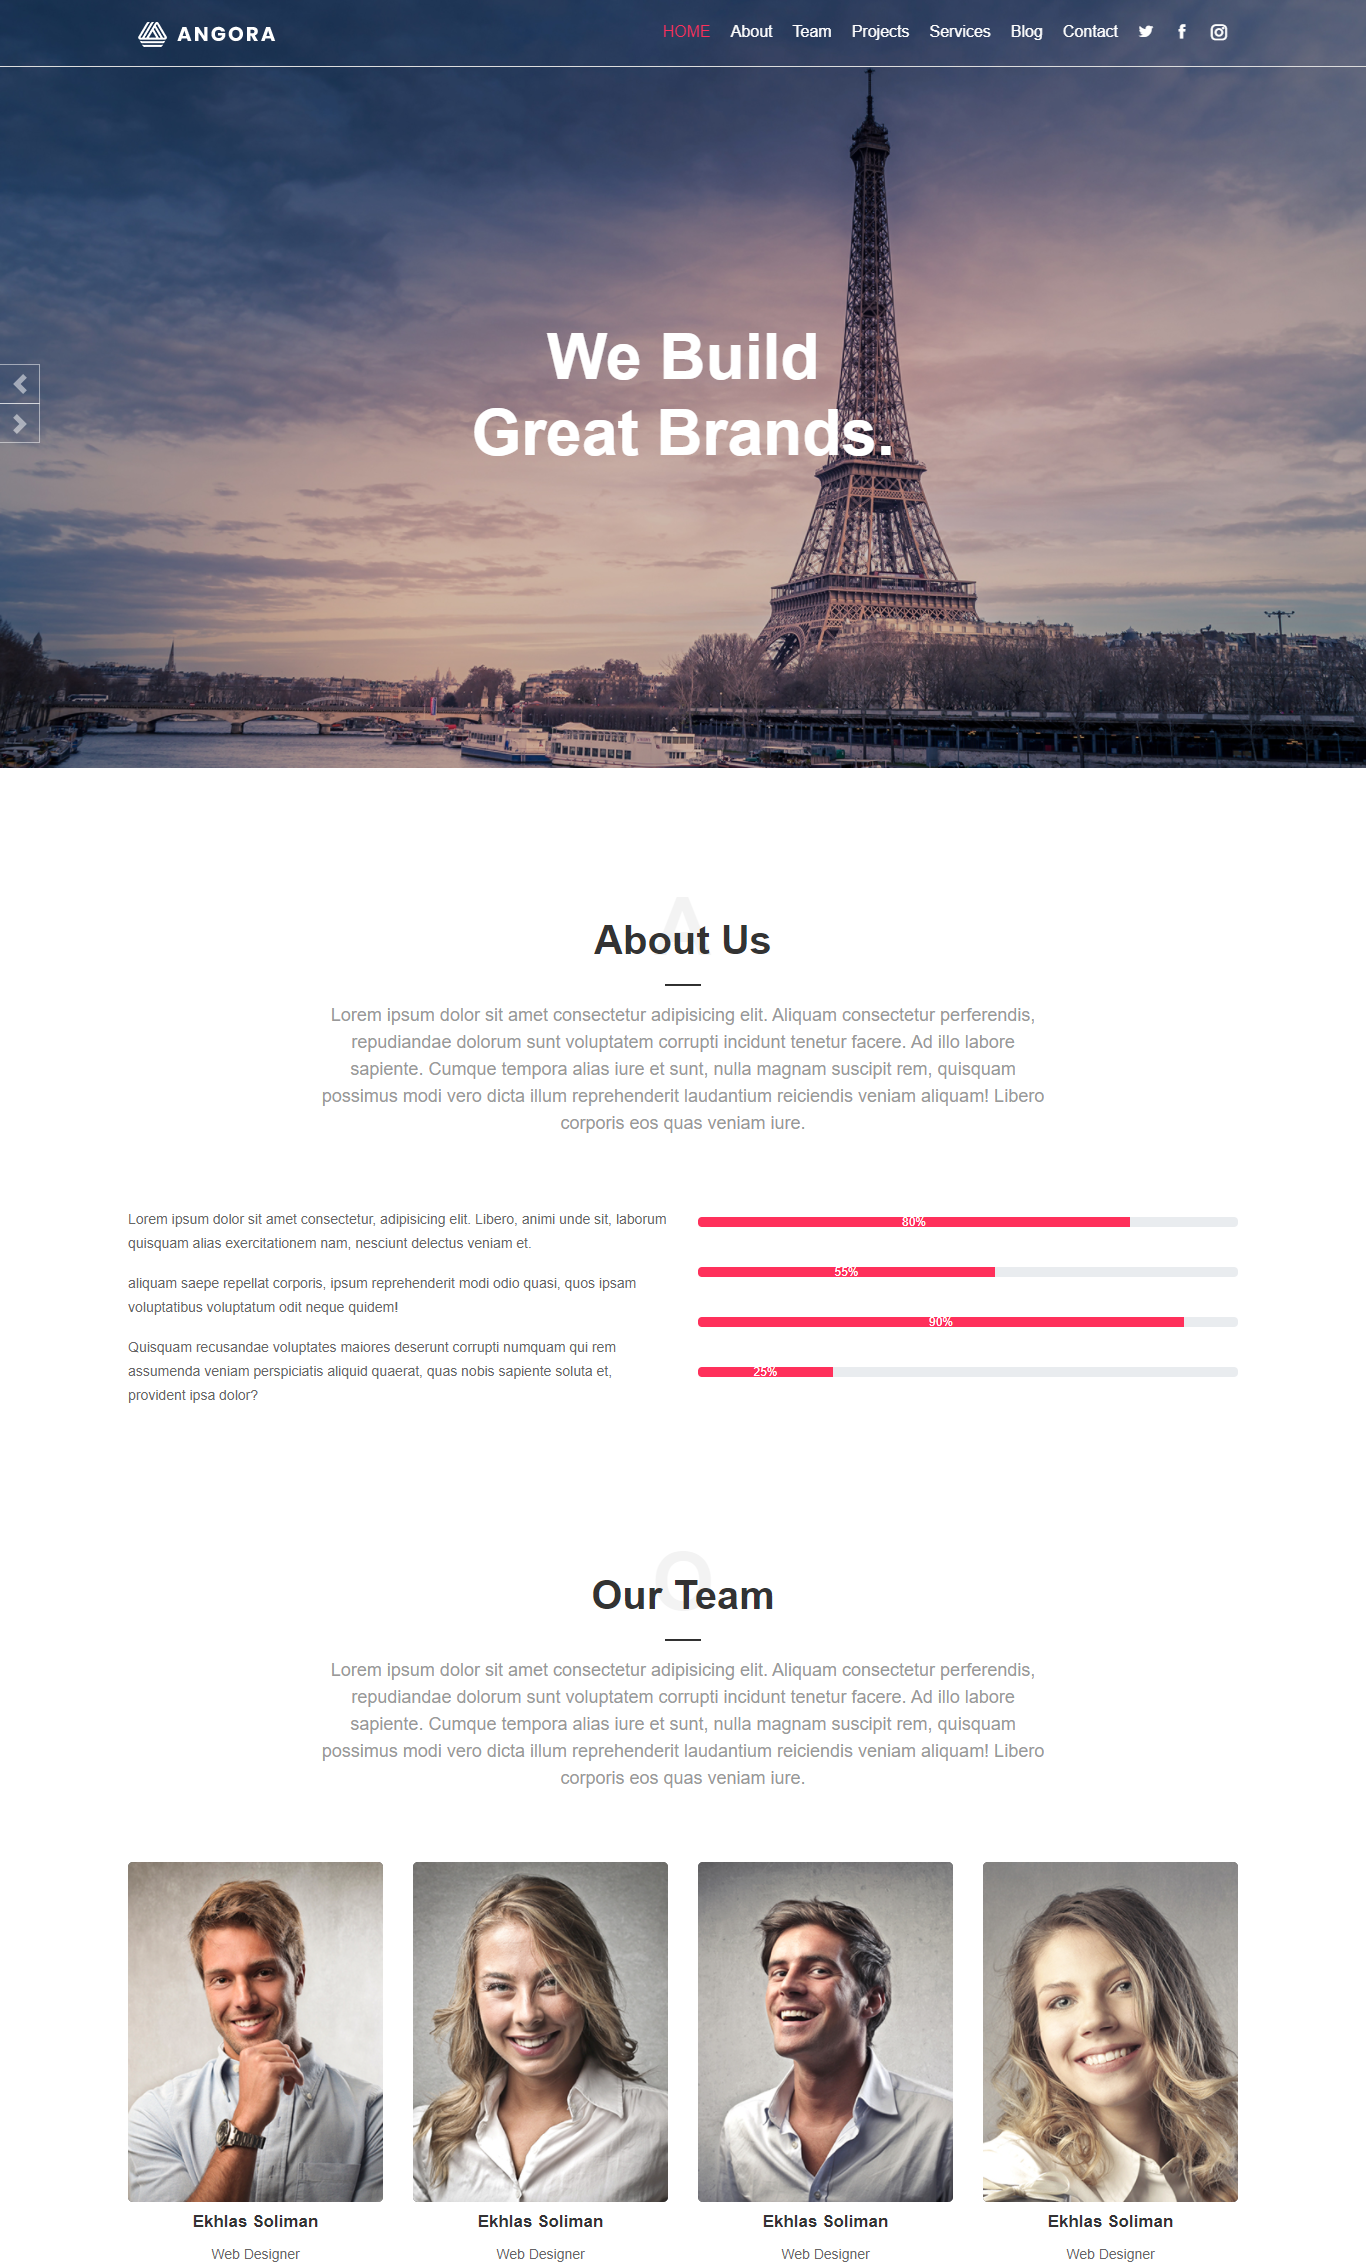 ANGORA
HOME About Team Projects Services Blog Contact
We Build
Great Brands.
A
About Us
Lorem ipsum dolor sit amet consectetur adipisicing elit. Aliquam consectetur perferendis,
repudiandae dolorum sunt voluptatem corrupti incidunt tenetur facere. Ad illo labore
sapiente. Cumque tempora alias iure et sunt, nulla magnam suscipit rem, quisquam
possimus modi vero dicta illum reprehenderit laudantium reiciendis veniam aliquam! Libero
corporis eos quas veniam iure.
Lorem ipsum dolor sit amet consectetur, adipisicing elit. Libero, animi unde sit, laborum
quisquam alias exercitationem nam, nesciunt delectus veniam et.
aliquam saepe repellat corporis, ipsum reprehenderit modi odio quasi, quos ipsam
voluptatibus voluptatum odit neque quidem!
Quisquam recusandae voluptates maiores deserunt corrupti numquam qui rem
assumenda veniam perspiciatis aliquid quaerat, quas nobis sapiente soluta et,
provident ipsa dolor?
80%
55%
90%
25%
O
Our Team
Lorem ipsum dolor sit amet consectetur adipisicing elit. Aliquam consectetur perferendis,
repudiandae dolorum sunt voluptatem corrupti incidunt tenetur facere. Ad illo labore
sapiente. Cumque tempora alias iure et sunt, nulla magnam suscipit rem, quisquam
possimus modi vero dicta illum reprehenderit laudantium reiciendis veniam aliquam! Libero
corporis eos quas veniam iure.
Ekhlas Soliman
Web Designer
Ekhlas Soliman
Web Designer
Ekhlas Soliman
Web Designer
Ekhlas Soliman
Web Designer